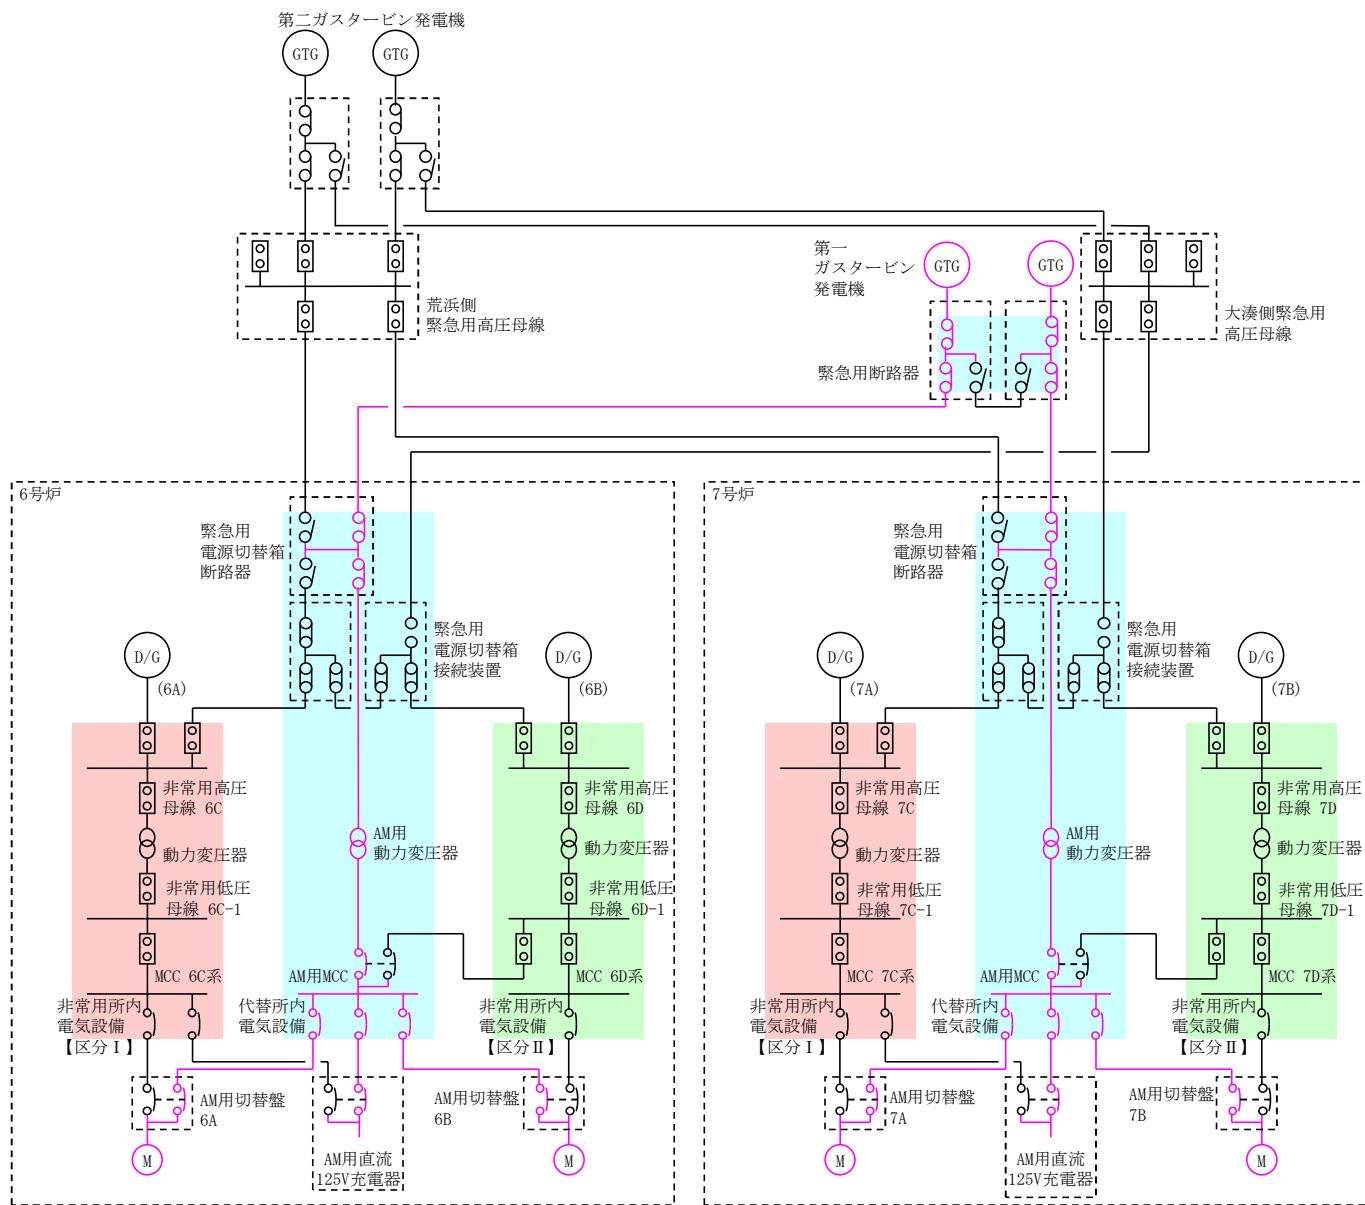 第二ガスタービン発電機
GTG
GTG
第一
ガスタービン
発電機
GTG
GTG
荒浜側
緊急用高圧母線
大湊側緊急用
高圧母線
緊急用断路器
6号炉
緊急用
電源切替箱
断路器
緊急用
電源切替箱
接続装置
D/G
(6A)
D/G
(6B)
非常用高圧
母線 6C
動力変圧器
非常用低圧
母線 6C-1
MCC 6C系
非常用所内
電気設備
【区分Ⅰ】
AM用
動力変圧器
AM用MCC
代替所内
電気設備
非常用高圧
母線 6D
動力変圧器
非常用低圧
母線 6D-1
MCC 6D系
非常用所内
電気設備
【区分Ⅱ】
AM用切替盤
6A
M
AM用直流
125V充電器
AM用切替盤
6B
M
7号炉
緊急用
電源切替箱
断路器
緊急用
電源切替箱
接続装置
D/G
(7A)
D/G
(7B)
非常用高圧
母線 7C
動力変圧器
非常用低圧
母線 7C-1
MCC 7C系
非常用所内
電気設備
【区分Ⅰ】
AM用
動力変圧器
AM用MCC
代替所内
電気設備
非常用高圧
母線 7D
動力変圧器
非常用低圧
母線 7D-1
MCC 7D系
非常用所内
電気設備
【区分Ⅱ】
AM用切替盤
7A
M
AM用直流
125V充電器
AM用切替盤
7B
M